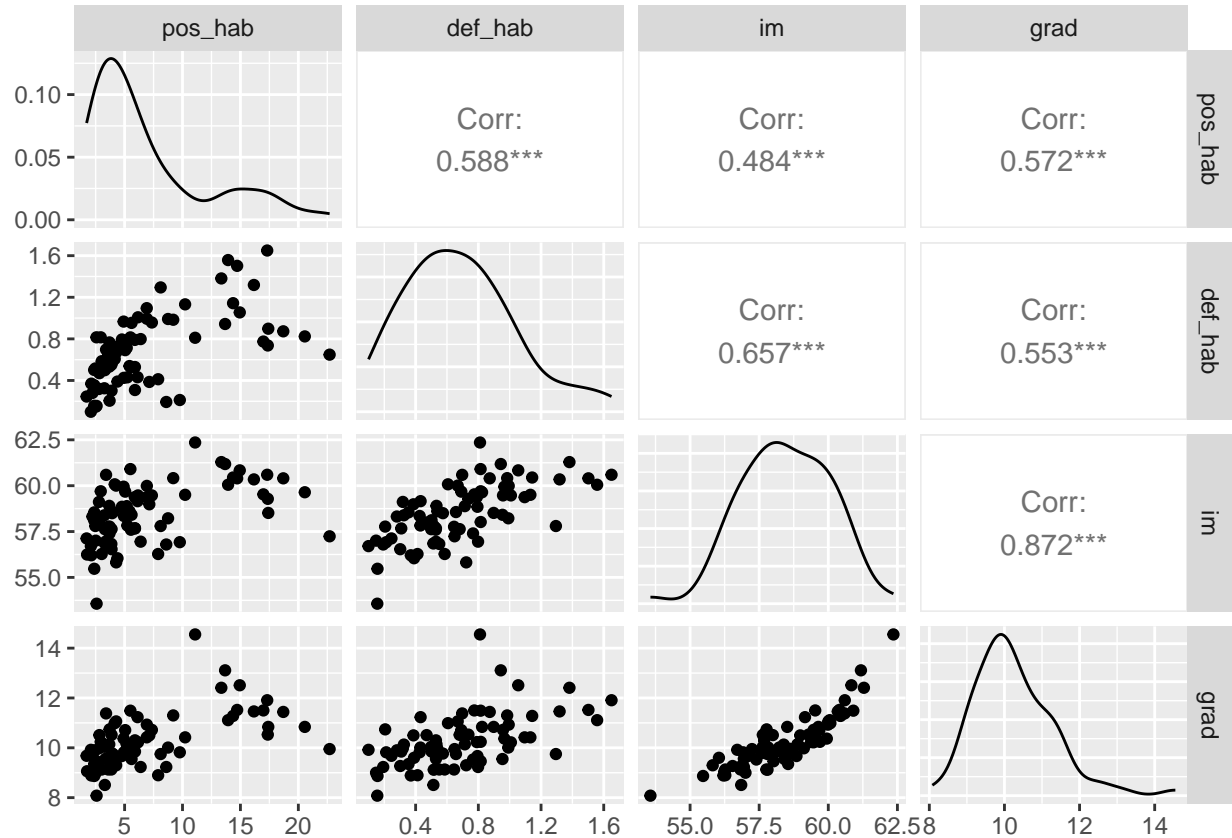 pos_hab def_hab im grad
0.10
0.05
0.00
Corr:
0.588***
Corr:
0.484***
Corr:
0.572***
pos_hab
1.6
1.2
0.8
0.4
Corr:
0.657***
Corr:
0.553***
def_hab
62.5
60.0
57.5
55.0
Corr:
0.872***
im
14
12
10
8
grad
5 10 15 20 0.4 0.8 1.2 1.6 55.0 57.5 60.0 62.5 8 10 12 14